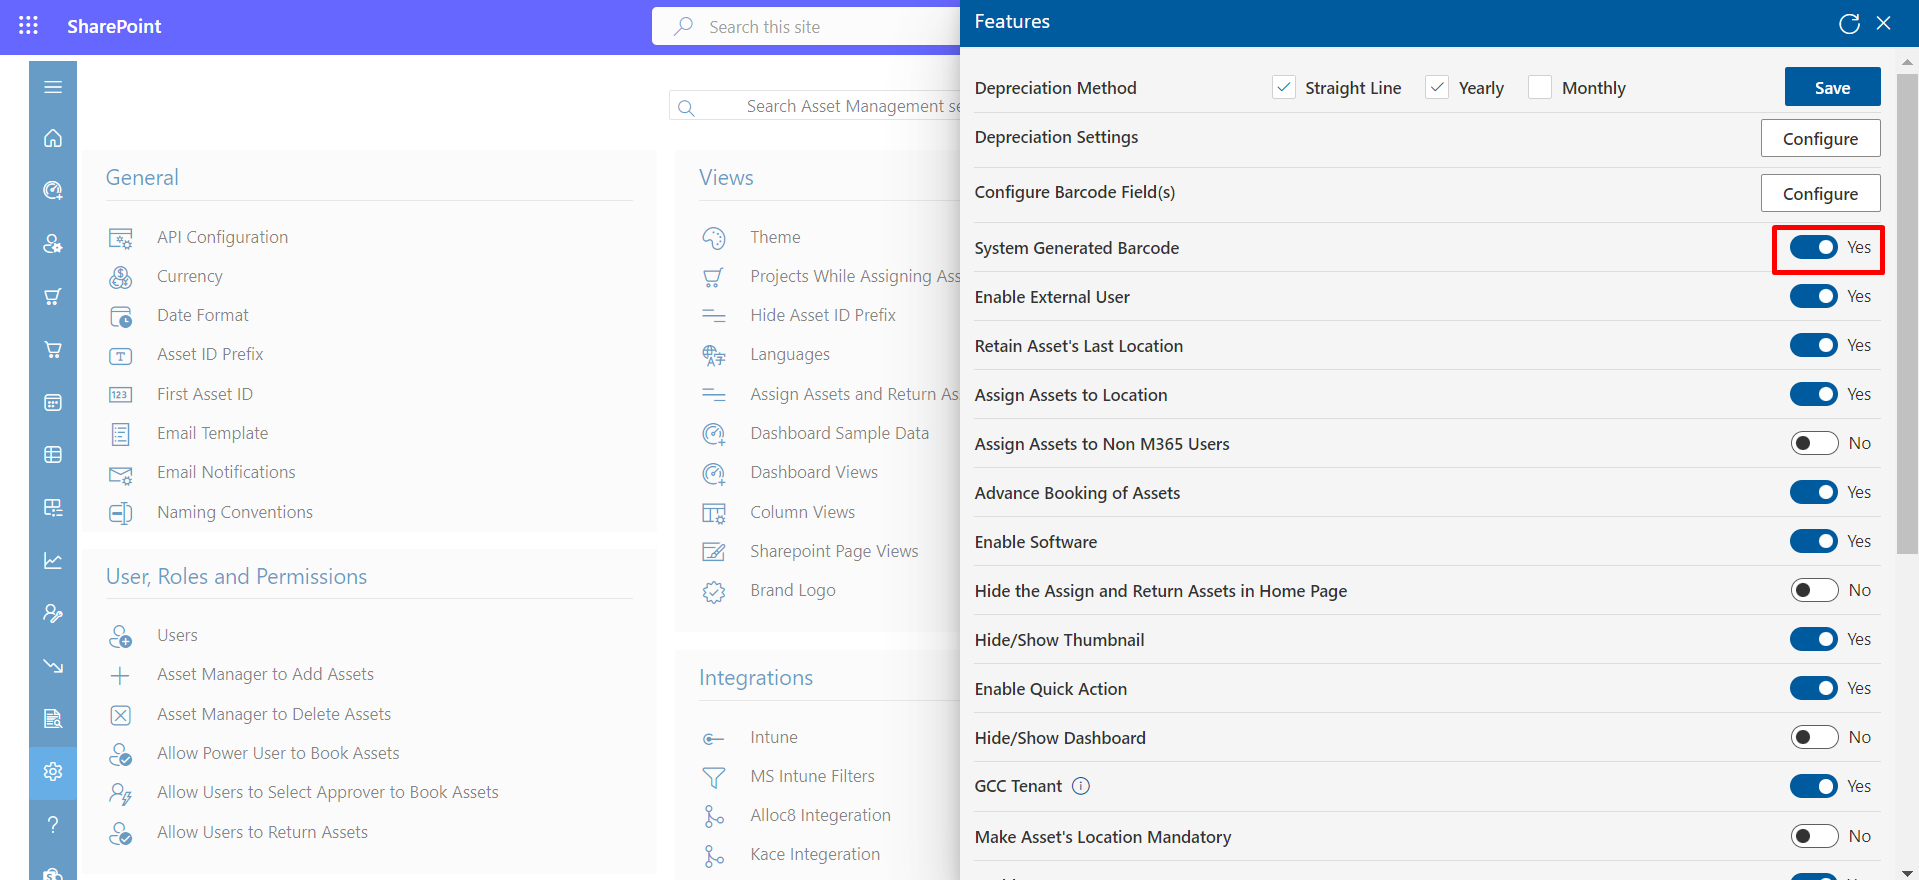 SharePoint
Search this site
Features
Search Asset Management se
General
API Configuration
Currency
Date Format
Asset ID Prefix
First Asset ID
Email Template
Email Notifications
Naming Conventions
User, Roles and Permissions
Users
Asset Manager to Add Assets
Asset Manager to Delete Assets
Allow Power User to Book Assets
Allow Users to Select Approver to Book Assets
Allow Users to Return Assets
Views
Theme
Projects While Assigning Ass
Hide Asset ID Prefix
Languages
Assign Assets and Return As
Dashboard Sample Data
Dashboard Views
Column Views
Sharepoint Page Views
Brand Logo
Integrations
Intune
MS Intune Filters
Alloc8 Integeration
Kace Integeration
Depreciation Method Straight Line Yearly Monthly Save
Depreciation Settings Configure
Configure Barcode Field(s) Configure
System Generated Barcode Yes
Enable External User Yes
Retain Asset's Last Location Yes
Assign Assets to Location Yes
Assign Assets to Non M365 Users No
Advance Booking of Assets Yes
Enable Software Yes
Hide the Assign and Return Assets in Home Page No
Hide/Show Thumbnail Yes
Enable Quick Action Yes
Hide/Show Dashboard No
GCC Tenant Yes
Make Asset's Location Mandatory No